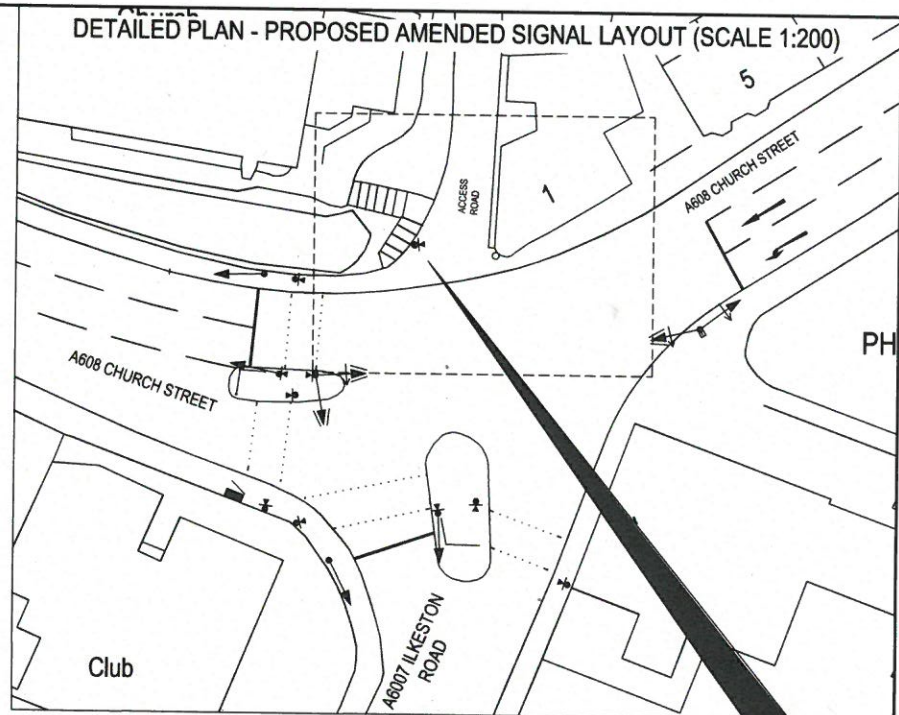 Church
DETAILED PLAN - PROPOSED AMENDED SIGNAL LAYOUT (SCALE 1:200)
5
A608 CHURCH STREET
ACCESS
ROAD
1
PH
A608 CHURCH STREET
A6007 ILKESTON
ROAD
Club